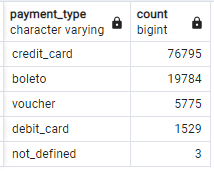 payment_type count
character varying bigint
credit_card 76795
boleto 19784
voucher 5775
debit_card 1529
not_defined 3